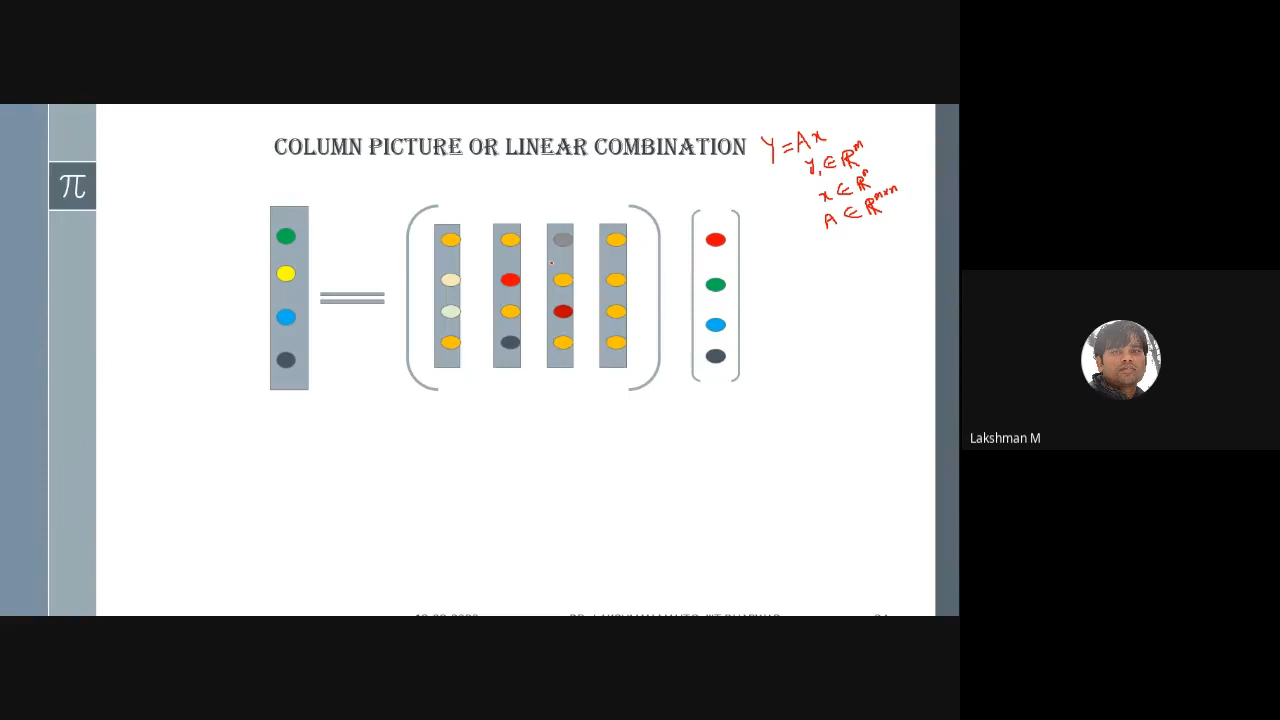 COLUMN PICTURE OR LINEAR COMBINATION
Y = Ax
y, ∈ ℝᵐ
x ∈ ℝⁿ
A ∈ ℝᵐˣⁿ
π
Lakshman M